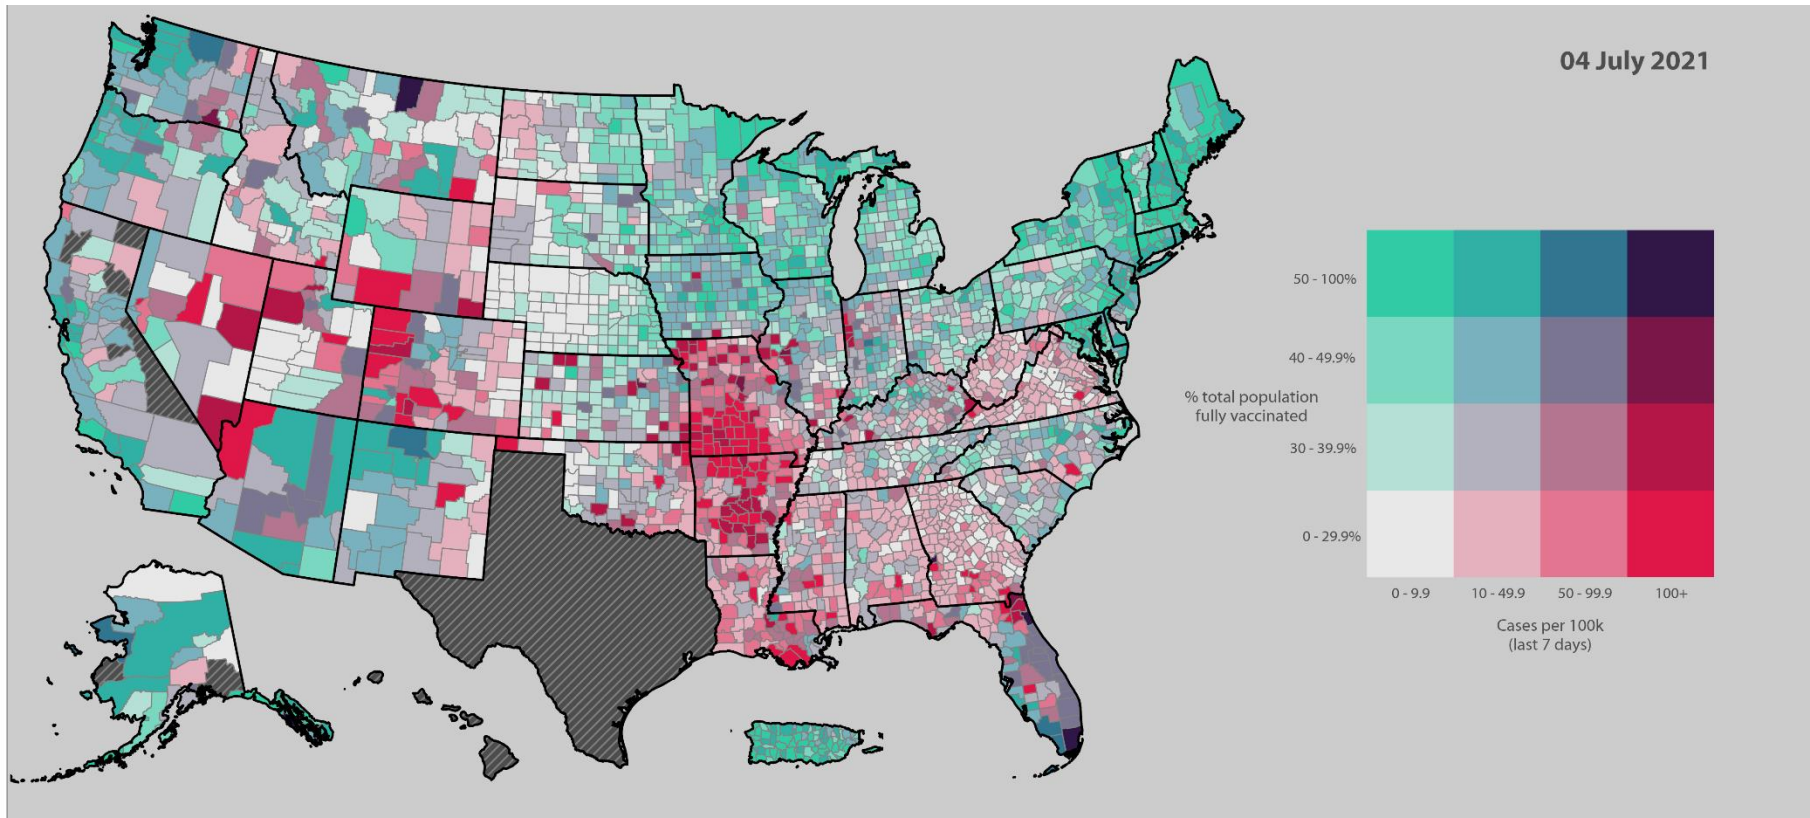 04 July 2021
50 - 100%
40 - 49.9%
% total population
fully vaccinated
30 - 39.9%
0 - 29.9%
0 - 9.9
10 - 49.9
50 - 99.9
100+
Cases per 100k
(last 7 days)